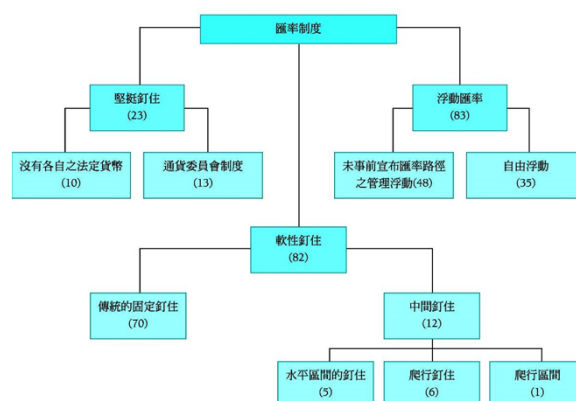 匯率制度
堅挺釘住
(23)
浮動匯率
(83)
沒有各自之法定貨幣
(10)
通貨委員會制度
(13)
未事前宣布匯率路徑
之管理浮動(48)
自由浮動
(35)
軟性釘住
(82)
傳統的固定釘住
(70)
中間釘住
(12)
水平區間的釘住
(5)
爬行釘住
(6)
爬行區間
(1)